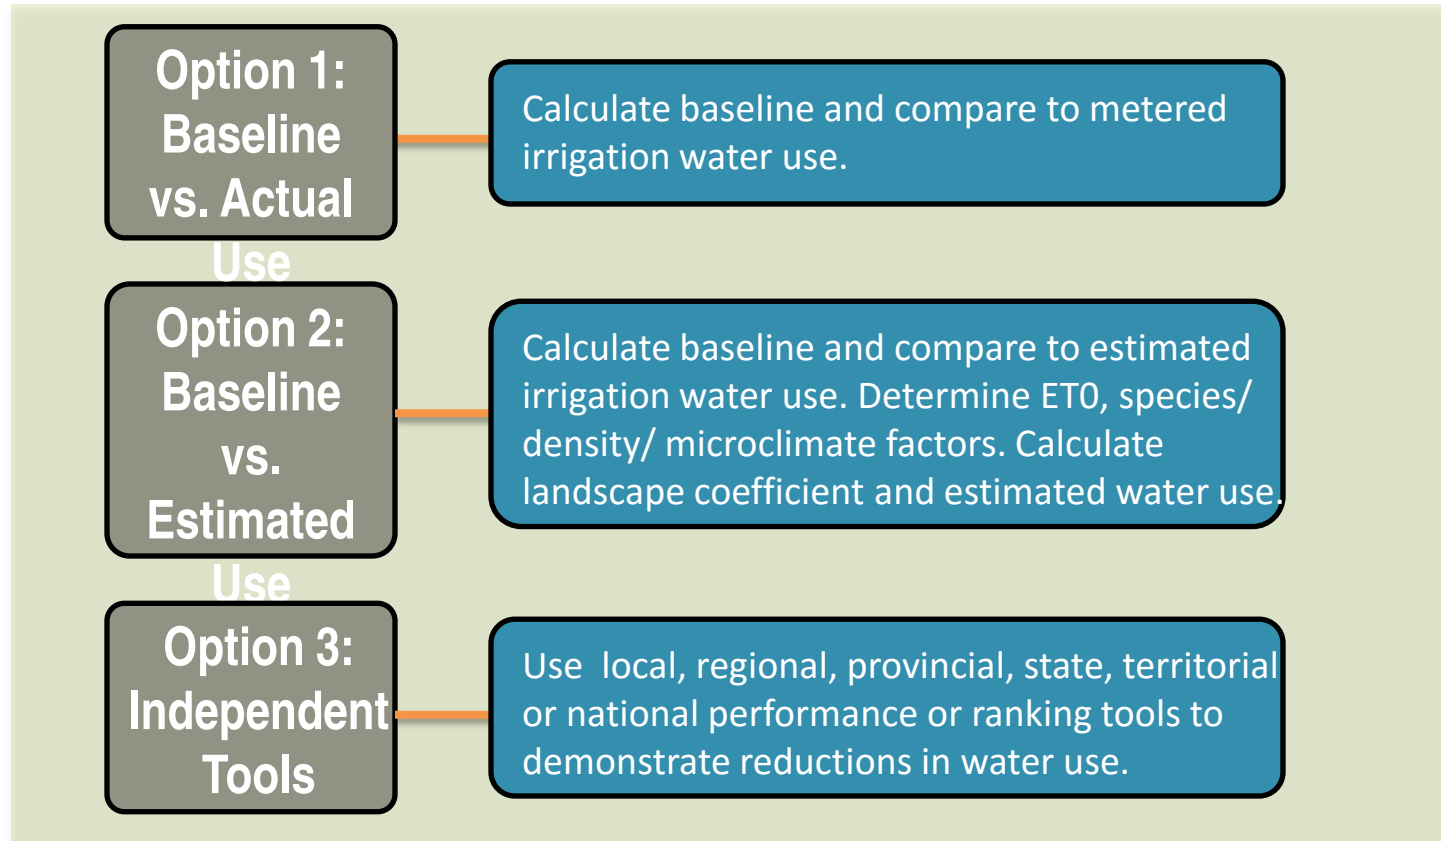 Option 1:
Baseline
vs. Actual
Use
Calculate baseline and compare to metered
irrigation water use.
Option 2:
Baseline
vs.
Estimated
Use
Calculate baseline and compare to estimated
irrigation water use. Determine ET0, species/
density/ microclimate factors. Calculate
landscape coefficient and estimated water use.
Option 3:
Independent
Tools
Use  local, regional, provincial, state, territorial
or national performance or ranking tools to
demonstrate reductions in water use.